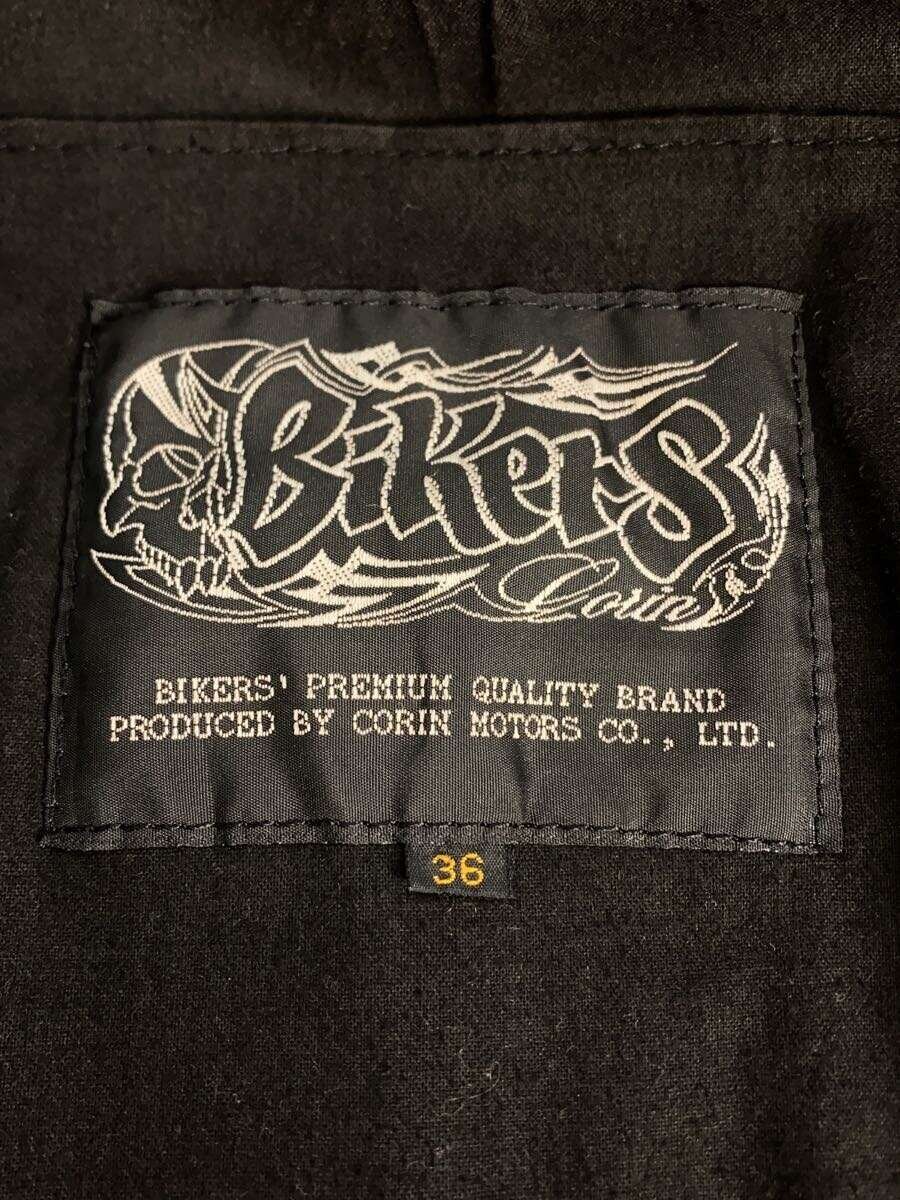 Bikers
Corin
BIKERS' PREMIUM QUALITY BRAND
PRODUCED BY CORIN MOTORS CO., LTD.
36